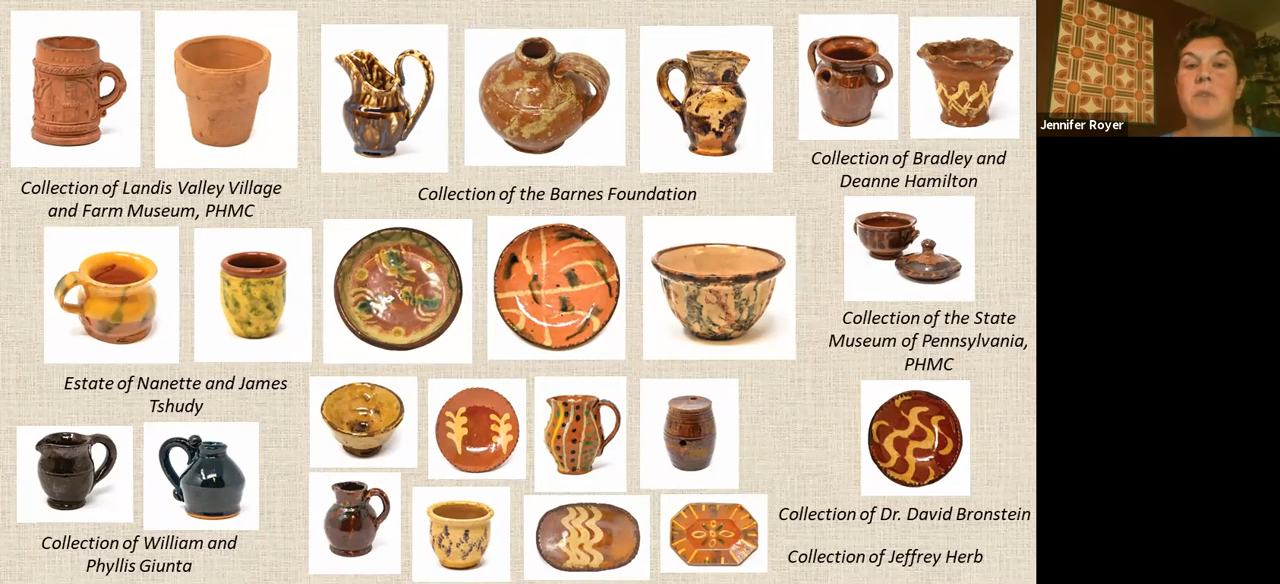 Jennifer Royer
Collection of Landis Valley Village
and Farm Museum, PHMC
Collection of the Barnes Foundation
Collection of Bradley and
Deanne Hamilton
Collection of the State
Museum of Pennsylvania,
PHMC
Estate of Nanette and James
Tshudy
Collection of William and
Phyllis Giunta
Collection of Dr. David Bronstein
Collection of Jeffrey Herb